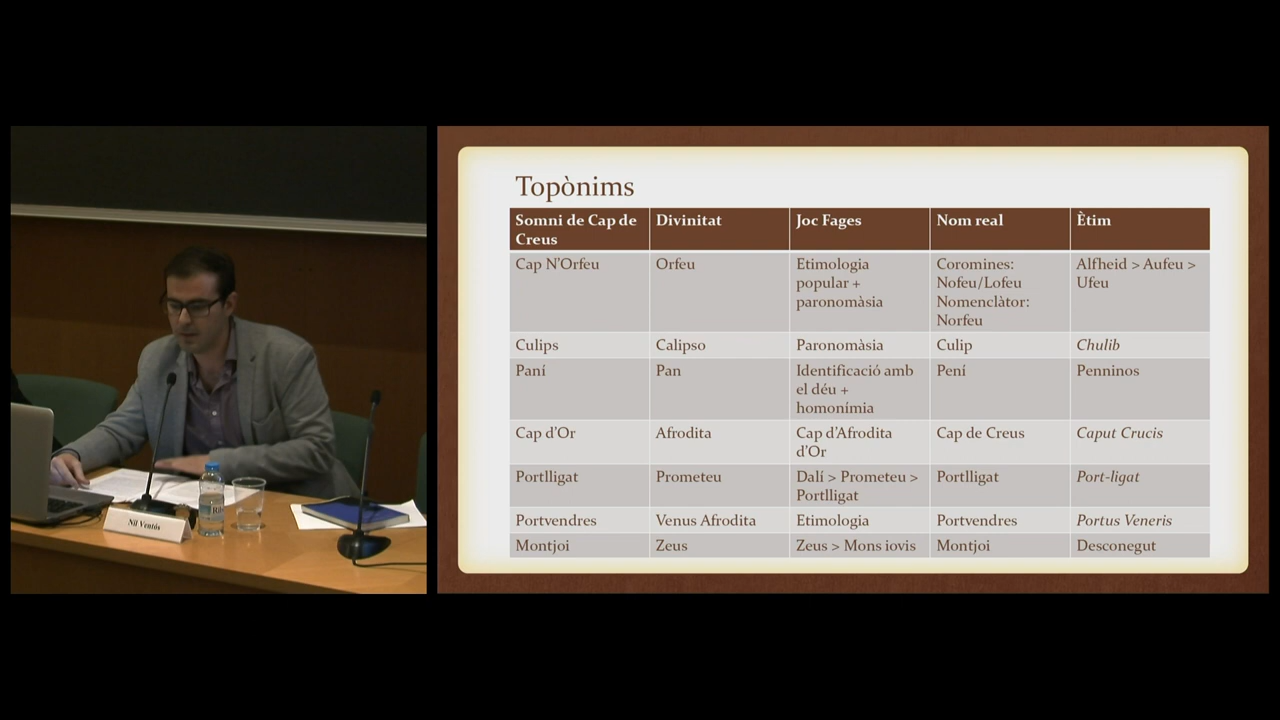 Topònims
Somni de Cap de Creus
Divinitat
Joc Fages
Nom real
Ètim
Cap N'Orfeu
Orfeu
Etimologia popular + paronomàsia
Coromines: Nofeu/Lofeu Nomenclàtor: Norfeu
Alfheid > Aufeu > Ufeu
Culips
Calipso
Paronomàsia
Culip
Chulib
Paní
Pan
Identificació amb el déu + homonímia
Pení
Penninos
Cap d'Or
Afrodita
Cap d'Afrodita d'Or
Cap de Creus
Caput Crucis
Portlligat
Prometeu
Dalí > Prometeu > Portlligat
Portlligat
Port-ligat
Portvendres
Venus Afrodita
Etimologia
Portvendres
Portus Veneris
Montjoi
Zeus
Zeus > Mons iovis
Montjoi
Desconegut
Nil Ventós